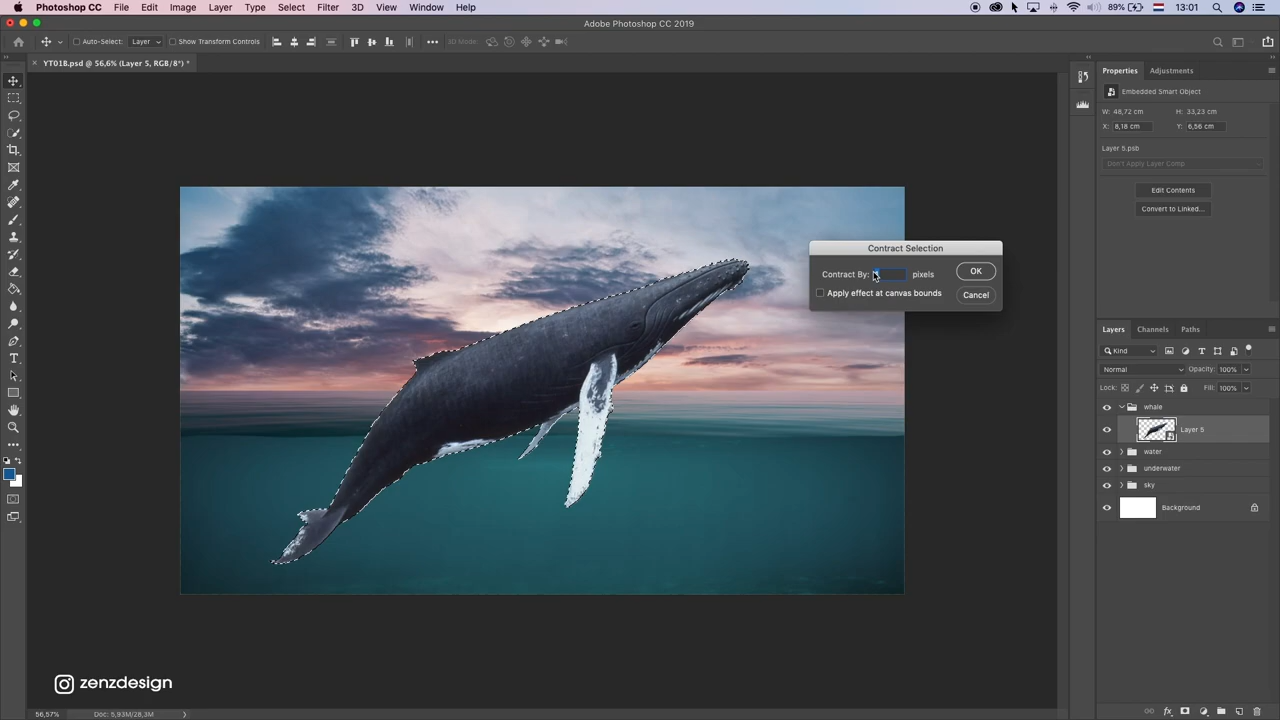 Photoshop CC File Edit Image Layer Type Select Filter 3D View Window Help 89% 13:01
Adobe Photoshop CC 2019
Auto-Select: Layer Show Transform Controls 3D Mode:
YT01B.psd @ 56,6% (Layer 5, RGB/8*) *
Properties Adjustments
Embedded Smart Object
W: 48,72 cm H: 33,23 cm
X: 8,18 cm Y: 6,56 cm
Layer 5.psb
Don't Apply Layer Comp
Edit Contents
Convert to Linked...
Contract Selection
Contract By: pixels
OK
Apply effect at canvas bounds
Cancel
Layers Channels Paths
Kind
Normal Opacity: 100%
Lock: Fill: 100%
whale
Layer 5
water
underwater
sky
Background
zenzdesign
56,57% Doc: 5,93M/28,3M